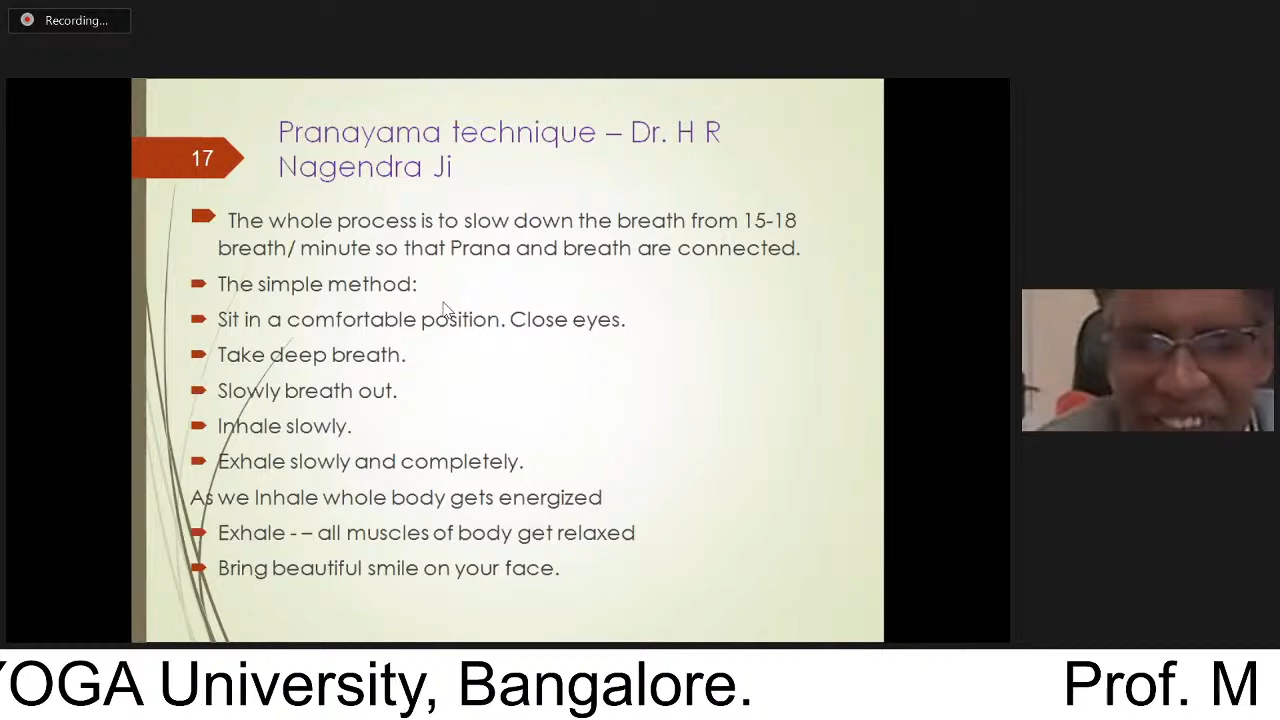 Recording...
Pranayama technique – Dr. H R
Nagendra Ji
17
The whole process is to slow down the breath from 15-18
breath/ minute so that Prana and breath are connected.
The simple method:
Sit in a comfortable position. Close eyes.
Take deep breath.
Slowly breath out.
Inhale slowly.
Exhale slowly and completely.
As we Inhale whole body gets energized
Exhale - – all muscles of body get relaxed
Bring beautiful smile on your face.
YOGA University, Bangalore. Prof. M